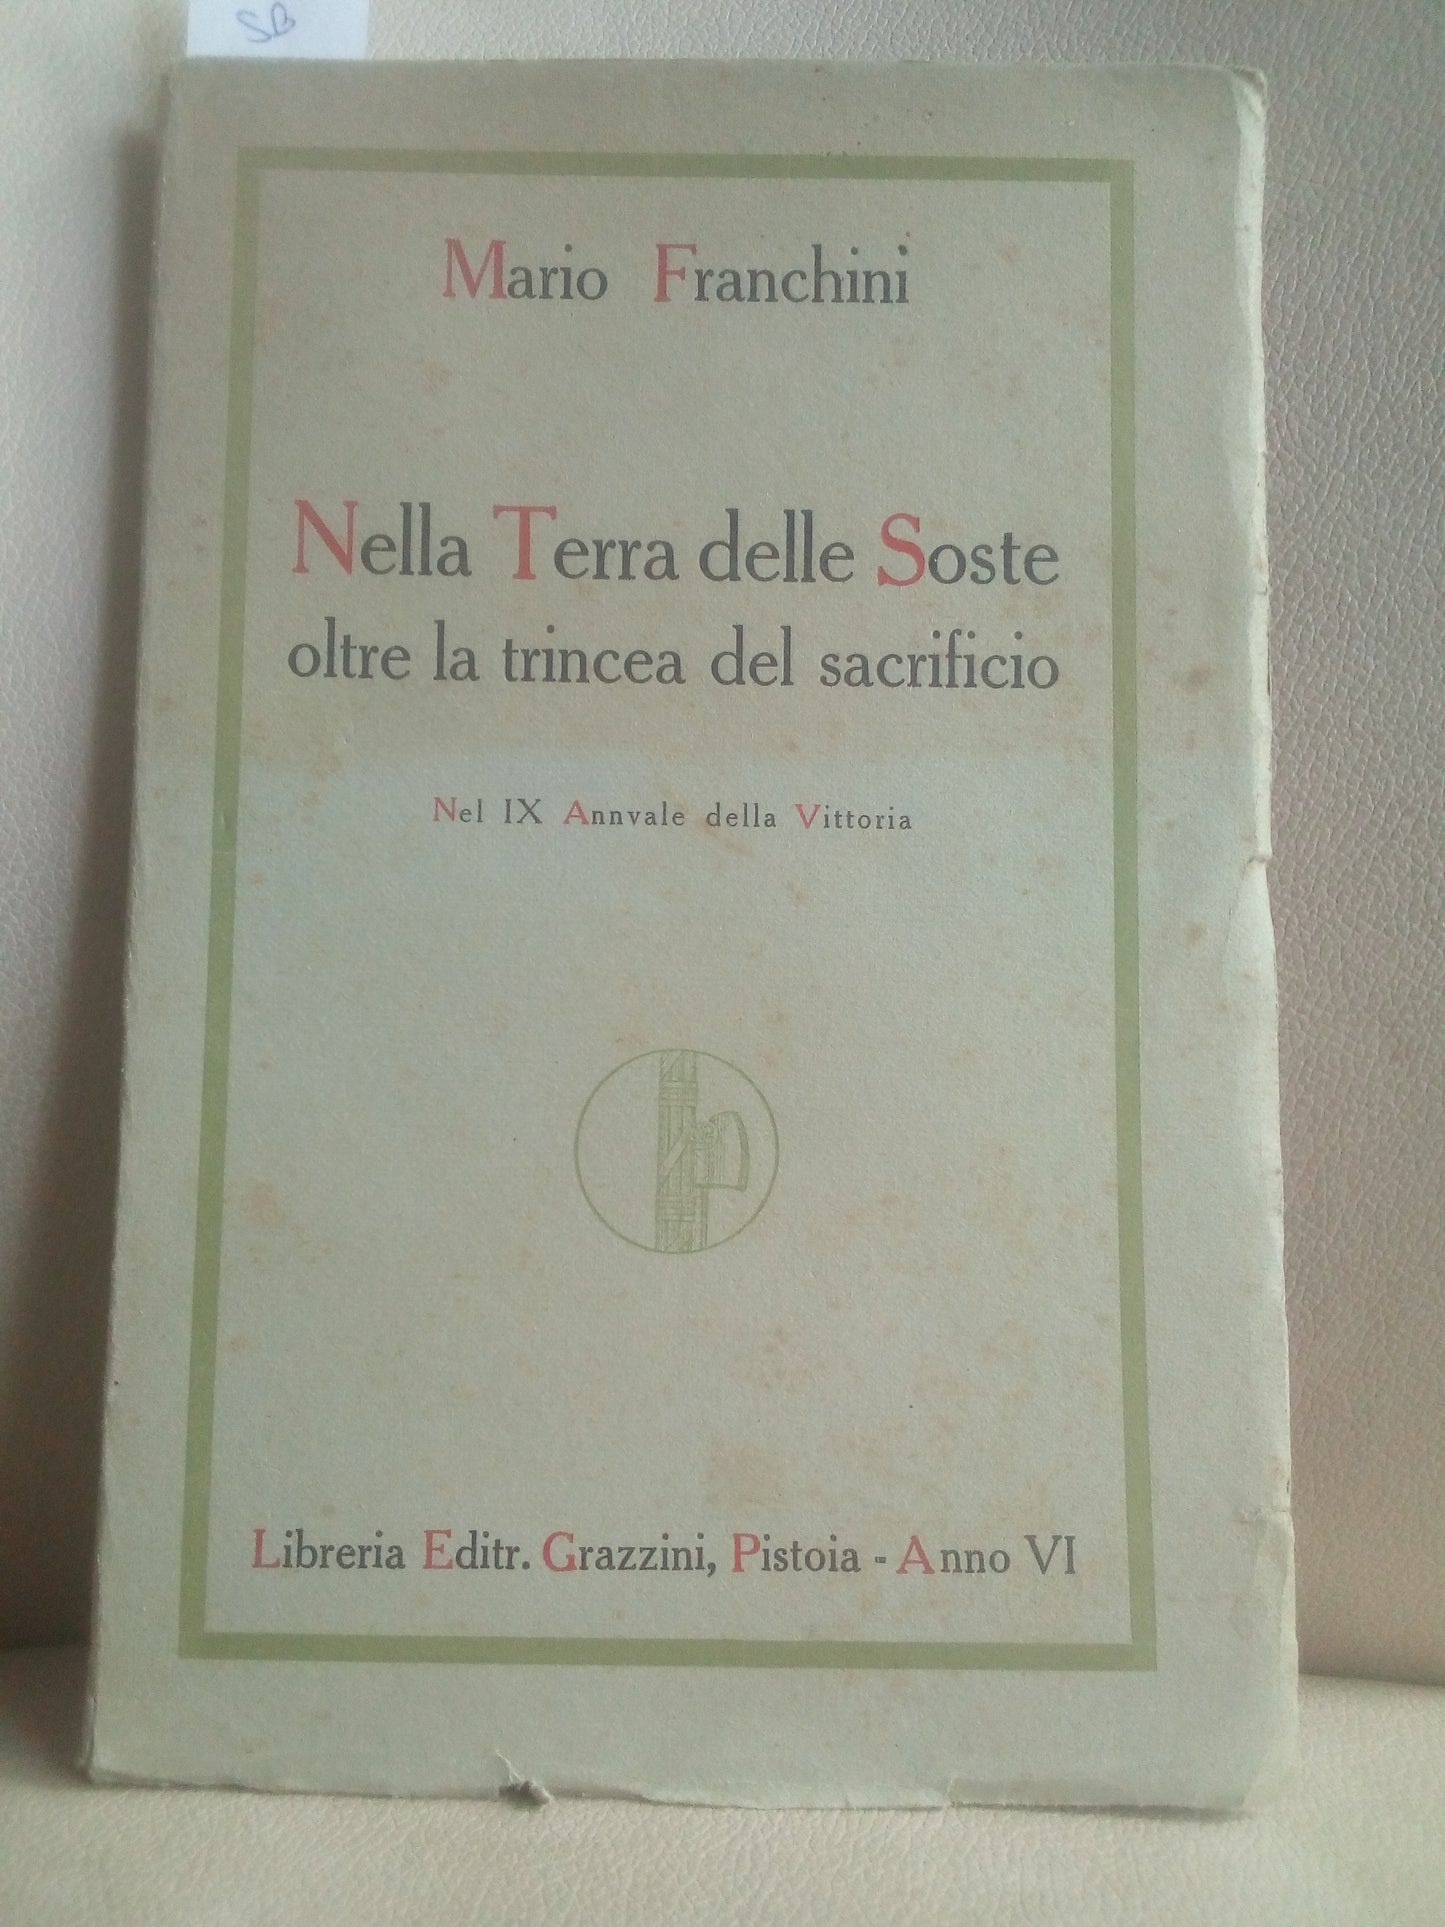 SB
Mario Franchini
Nella Terra delle Soste
oltre la trincea del sacrificio
Nel IX Annvale della Vittoria
Libreria Editr. Grazzini, Pistoia - Anno VI